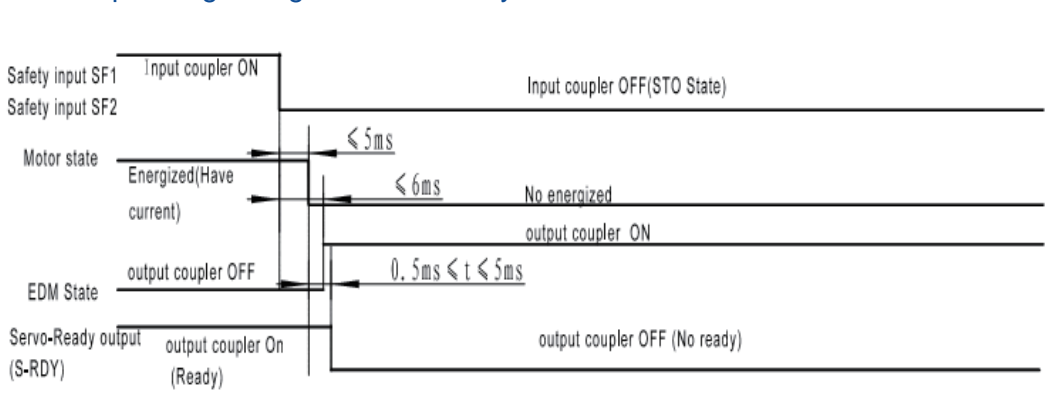 Safety input SF1
Input coupler ON
Input coupler OFF(STO State)
Safety input SF2
≤5ms
Motor state
Energized(Have
current)
≤6ms
No energized
output coupler ON
output coupler OFF
0.5ms≤t≤5ms
EDM State
Servo-Ready output
(S-RDY)
output coupler On
(Ready)
output coupler OFF (No ready)